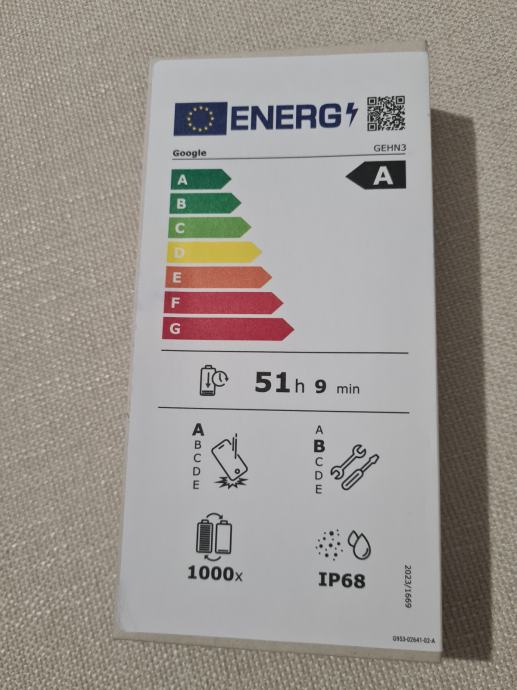 ENERG
Google GEHN3
A
A
B
C
D
E
F
G
51 h 9 min
A
B
C
D
E
A
B
C
D
E
1000x
IP68
2023/1669
G953-02641-02-A